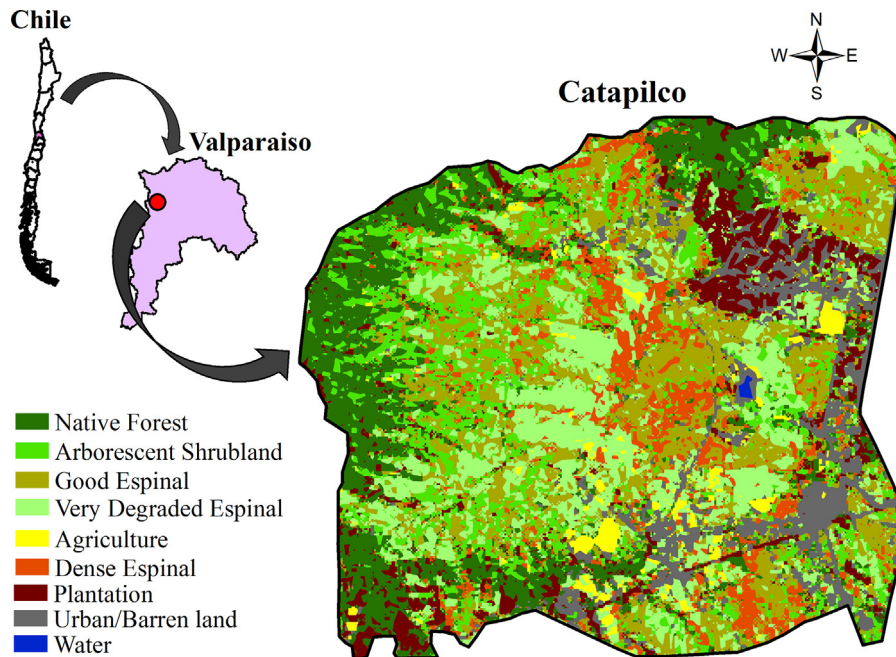 Chile
N
W E
S
Catapilco
Valparaiso
Native Forest
Arborescent Shrubland
Good Espinal
Very Degraded Espinal
Agriculture
Dense Espinal
Plantation
Urban/Barren land
Water